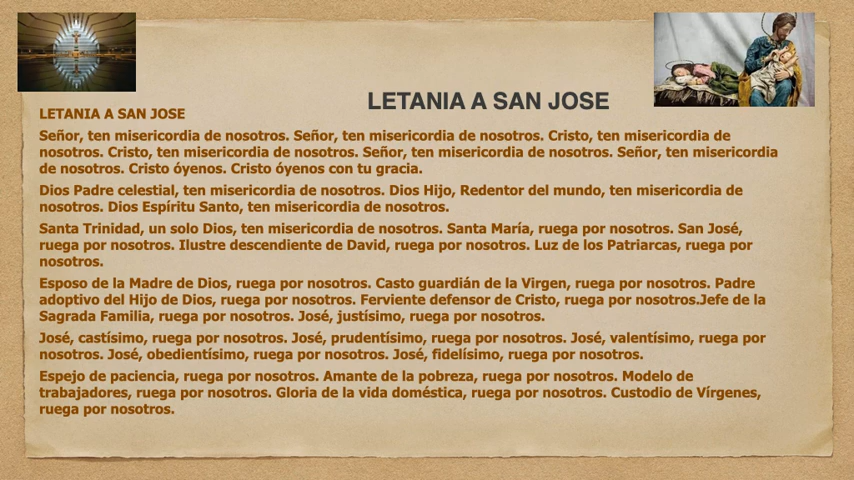 LETANIA A SAN JOSE
LETANIA A SAN JOSE
Señor, ten misericordia de nosotros. Señor, ten misericordia de nosotros. Cristo, ten misericordia de
nosotros. Cristo, ten misericordia de nosotros. Señor, ten misericordia de nosotros. Señor, ten misericordia
de nosotros. Cristo óyenos. Cristo óyenos con tu gracia.
Dios Padre celestial, ten misericordia de nosotros. Dios Hijo, Redentor del mundo, ten misericordia de
nosotros. Dios Espíritu Santo, ten misericordia de nosotros.
Santa Trinidad, un solo Dios, ten misericordia de nosotros. Santa María, ruega por nosotros. San José,
ruega por nosotros. Ilustre descendiente de David, ruega por nosotros. Luz de los Patriarcas, ruega por
nosotros.
Esposo de la Madre de Dios, ruega por nosotros. Casto guardián de la Virgen, ruega por nosotros. Padre
adoptivo del Hijo de Dios, ruega por nosotros. Ferviente defensor de Cristo, ruega por nosotros.Jefe de la
Sagrada Familia, ruega por nosotros. José, justísimo, ruega por nosotros.
José, castísimo, ruega por nosotros. José, prudentísimo, ruega por nosotros. José, valentísimo, ruega por
nosotros. José, obedientísimo, ruega por nosotros. José, fidelísimo, ruega por nosotros.
Espejo de paciencia, ruega por nosotros. Amante de la pobreza, ruega por nosotros. Modelo de
trabajadores, ruega por nosotros. Gloria de la vida doméstica, ruega por nosotros. Custodio de Vírgenes,
ruega por nosotros.